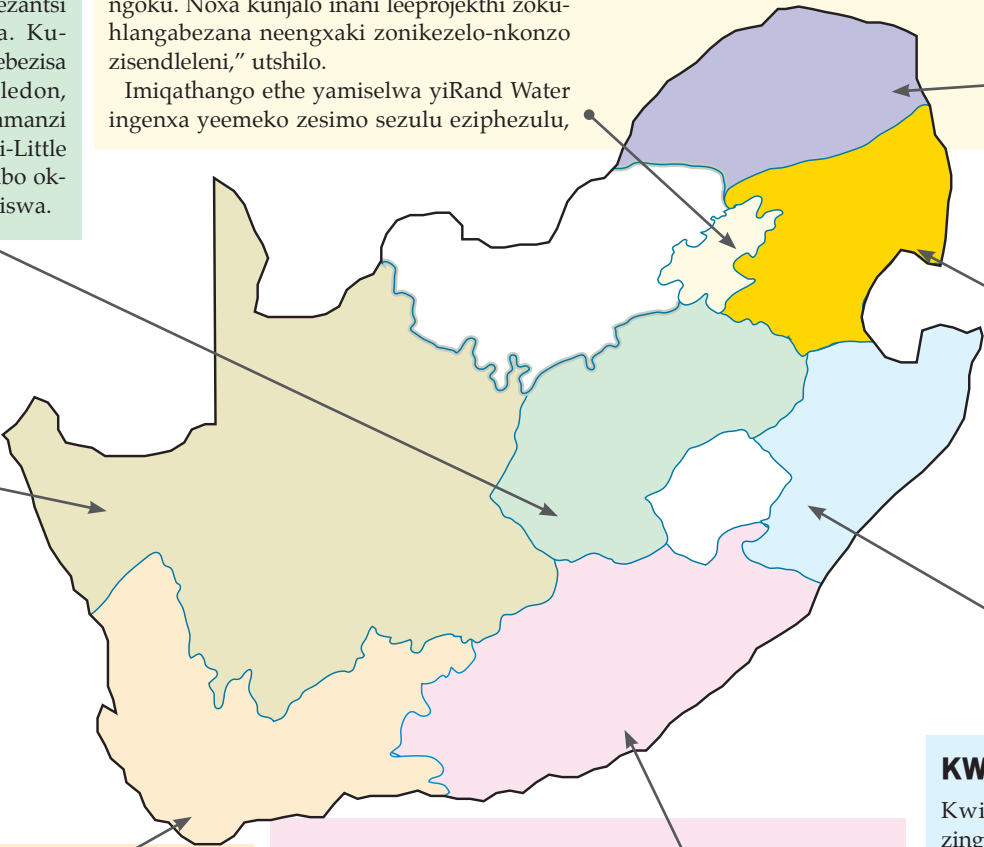 ezantsi
a. Ku-
ebezisa
ledon,
manzi
i-Little
bo ok-
iswa.
ngoku. Noxa kunjalo inani leeprojekthi zoku-
hlangabezana neengxaki zonikezelo-nkonzo
zisendleleni,” utshilo.
Imiqathango ethe yamiselwa yiRand Water
ingenxa yeemeko zesimo sezulu eziphezulu,
KW
Kwi
zing